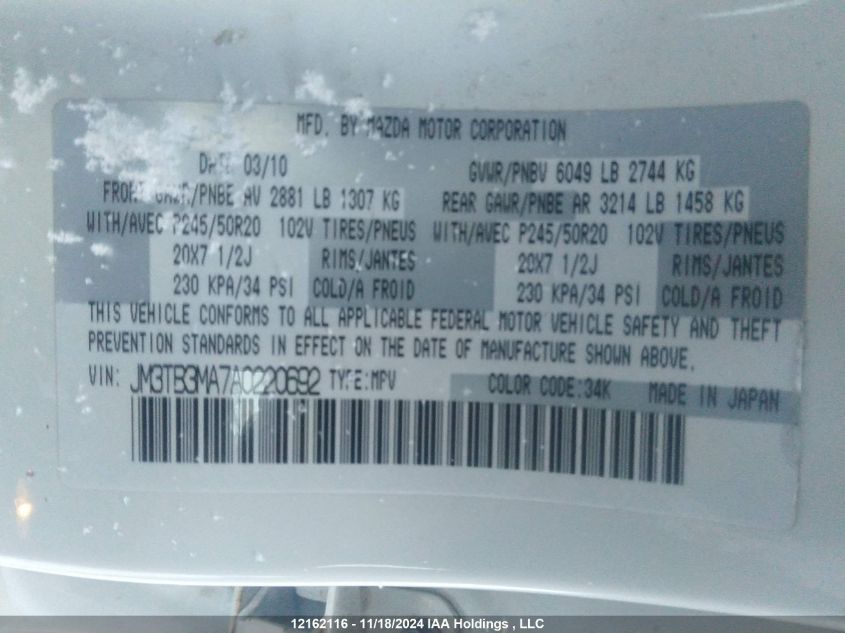 MFD. BY MAZDA MOTOR CORPORATION
DATE 03/10 GVWR/PNBV 6049 LB 2744 KG
FRONT GAWR/PNBE AV 2881 LB 1307 KG REAR GAWR/PNBE AR 3214 LB 1458 KG
WITH/AVEC P245/50R20 102V TIRES/PNEUS WITH/AVEC P245/50R20 102V TIRES/PNEUS
20X7 1/2J RIMS/JANTES 20X7 1/2J RIMS/JANTES
230 KPA/34 PSI COLD/A FROID 230 KPA/34 PSI COLD/A FROID
THIS VEHICLE CONFORMS TO ALL APPLICABLE FEDERAL MOTOR VEHICLE SAFETY AND THEFT
PREVENTION STANDARDS IN EFFECT ON THE DATE OF MANUFACTURE SHOWN ABOVE.
VIN: JM3TB3MA7A0220692 TYPE:MPV COLOR CODE:34K MADE IN JAPAN
12162116 - 11/18/2024 IAA Holdings , LLC